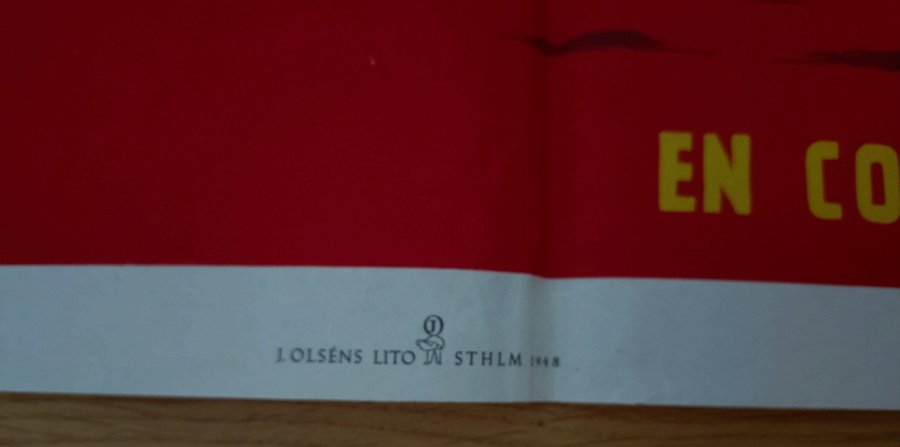 EN CO
J
J. OLSÉNS LITO STHLM 1948